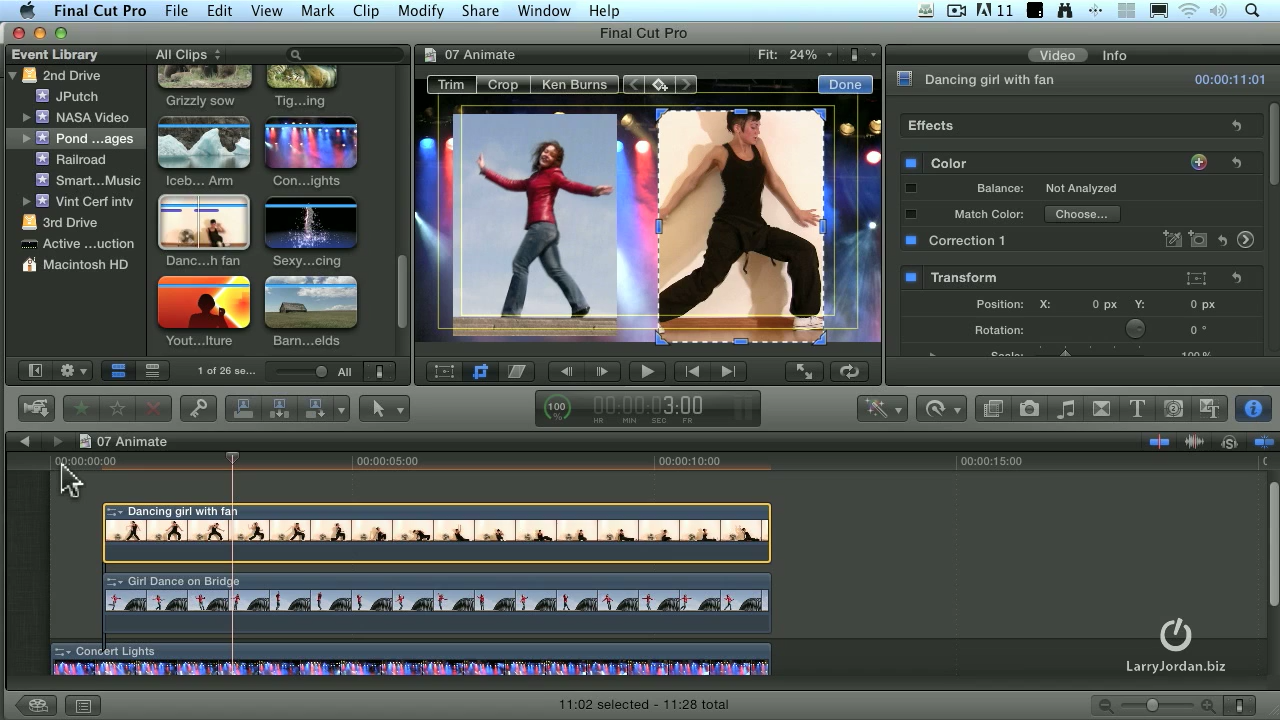 Final Cut Pro File Edit View Mark Clip Modify Share Window Help 11
Final Cut Pro
Event Library All Clips 07 Animate Fit: 24% Video Info
2nd Drive
JPutch
NASA Video
Pond ...ages
Railroad
Smart...Music
Vint Cerf intv
3rd Drive
Active ...uction
Macintosh HD
Grizzly sow Tig...ing
Iceb... Arm Con...ights
Danc...h fan Sexy...cing
Yout...lture Barn...elds
1 of 26 se... All
Trim Crop Ken Burns Done
Dancing girl with fan 00:00:11:01
Effects
Color
Balance: Not Analyzed
Match Color: Choose...
Correction 1
Transform
Position: X: 0 px Y: 0 px
Rotation: 0 °
Scale: 100 %
100 % 00:00:03:00
HR MIN SEC FR
07 Animate
00:00:00:00 00:00:05:00 00:00:10:00 00:00:15:00
Dancing girl with fan
Girl Dance on Bridge
Concert Lights
LarryJordan.biz
11:02 selected - 11:28 total